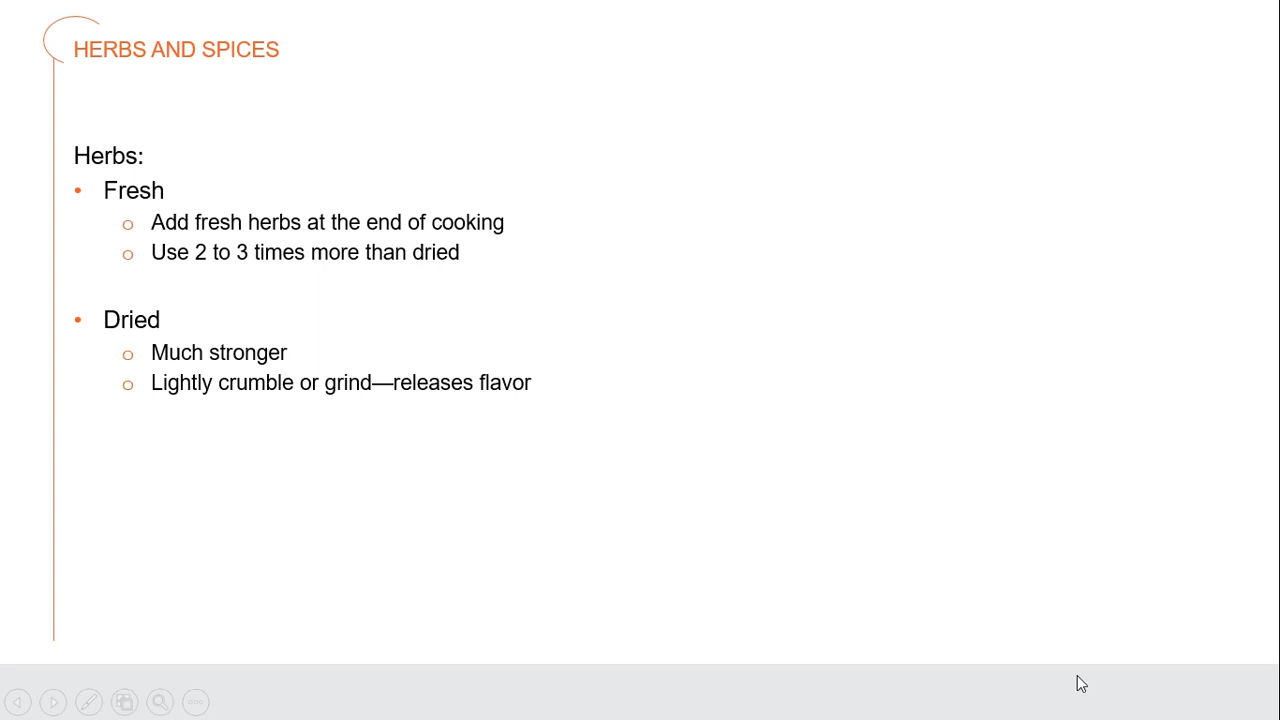 HERBS AND SPICES
Herbs:
• Fresh
o Add fresh herbs at the end of cooking
o Use 2 to 3 times more than dried
• Dried
o Much stronger
o Lightly crumble or grind—releases flavor